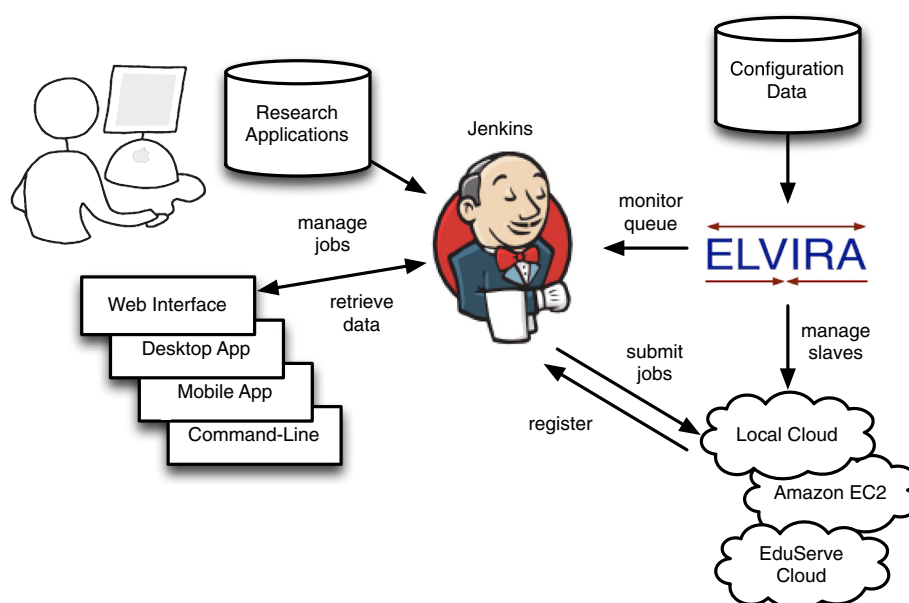 Configuration
Data
Research
Applications
Jenkins
manage
jobs
monitor
queue
ELVIRA
retrieve
data
Web Interface
Desktop App
Mobile App
Command-Line
submit
jobs
manage
slaves
register
Local Cloud
Amazon EC2
EduServe
Cloud